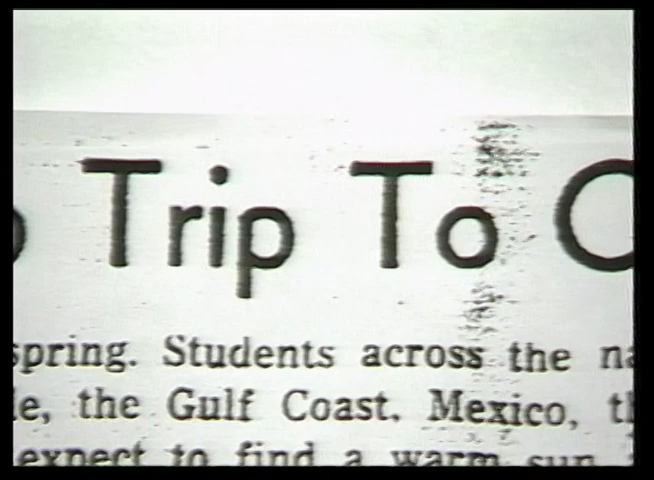 Trip To
spring. Students across the
the Gulf Coast. Mexico,
expect to find a warm sun